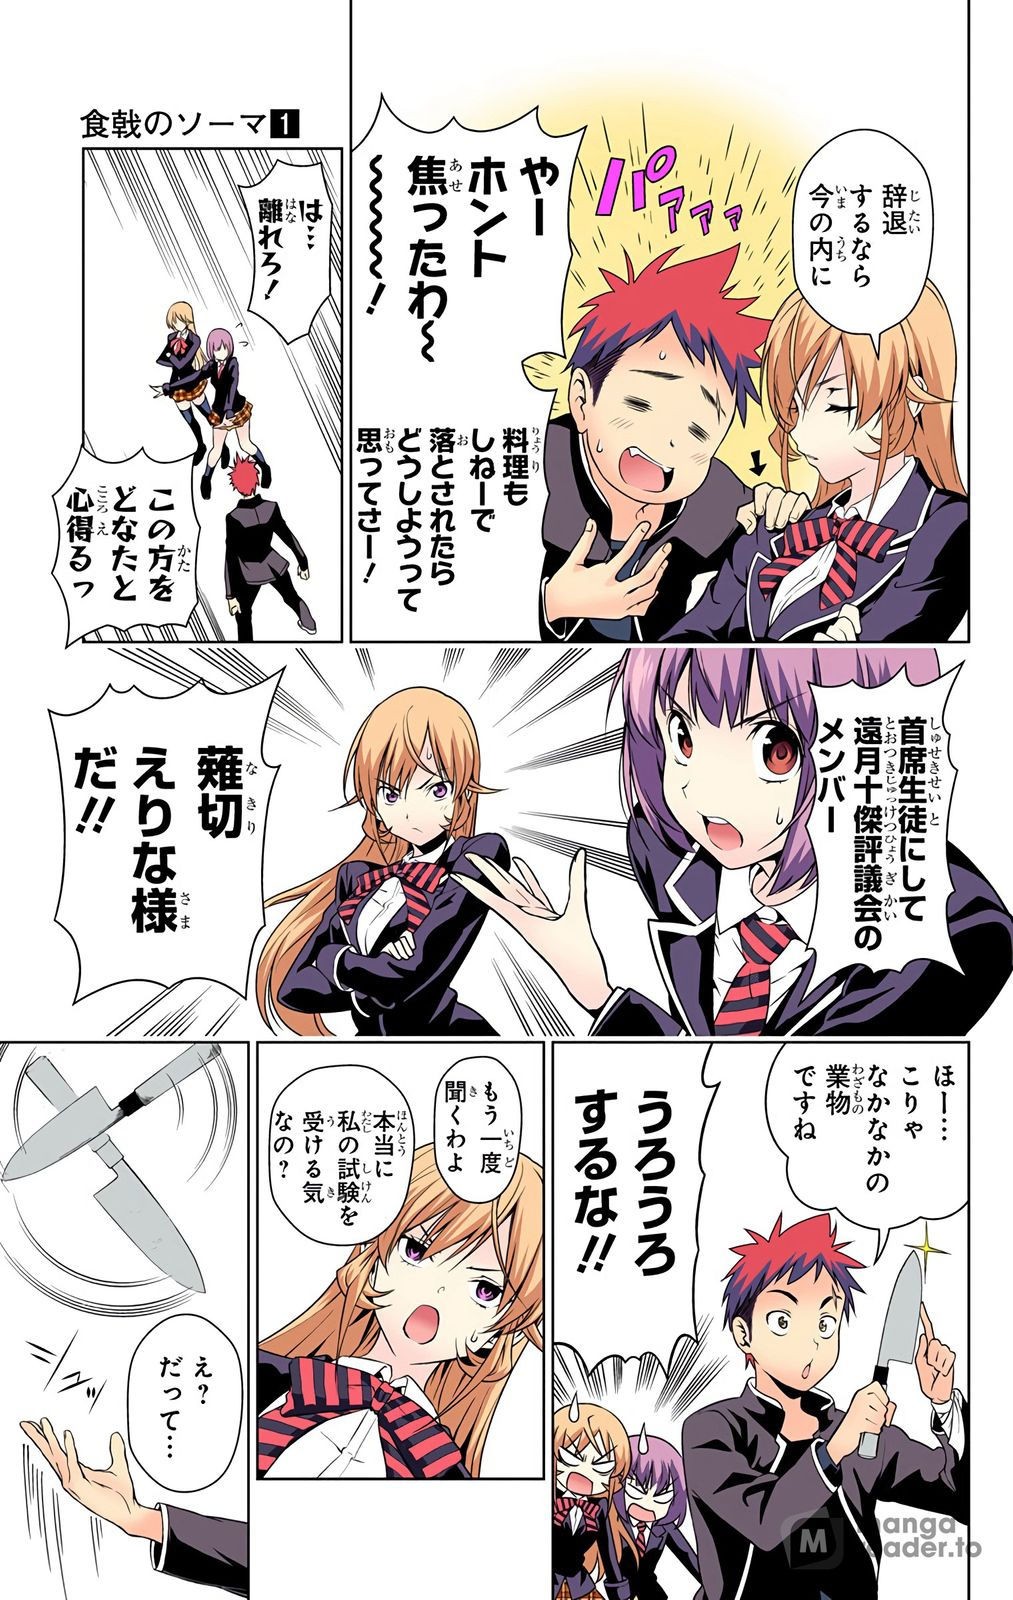 食戟のソーマ1
辞退
するなら
今の内に
パァァァァ
やー
ホント
焦ったわ〜
〜〜〜〜〜!
料理も
しねーで
落とされたら
どうしようって
思ってさー!
は…
離れろ!
この方を
どなたと
心得るっ
首席生徒にして
遠月十傑評議会の
メンバー
薙切
えりな様
だ!!
ほー…
こりゃ
なかなかの
業物
ですね
うろうろ
するな!!
もう一度
聞くわよ
本当に
私の試験を
受ける気
なの?
え?
だって…
M manga
reader.to